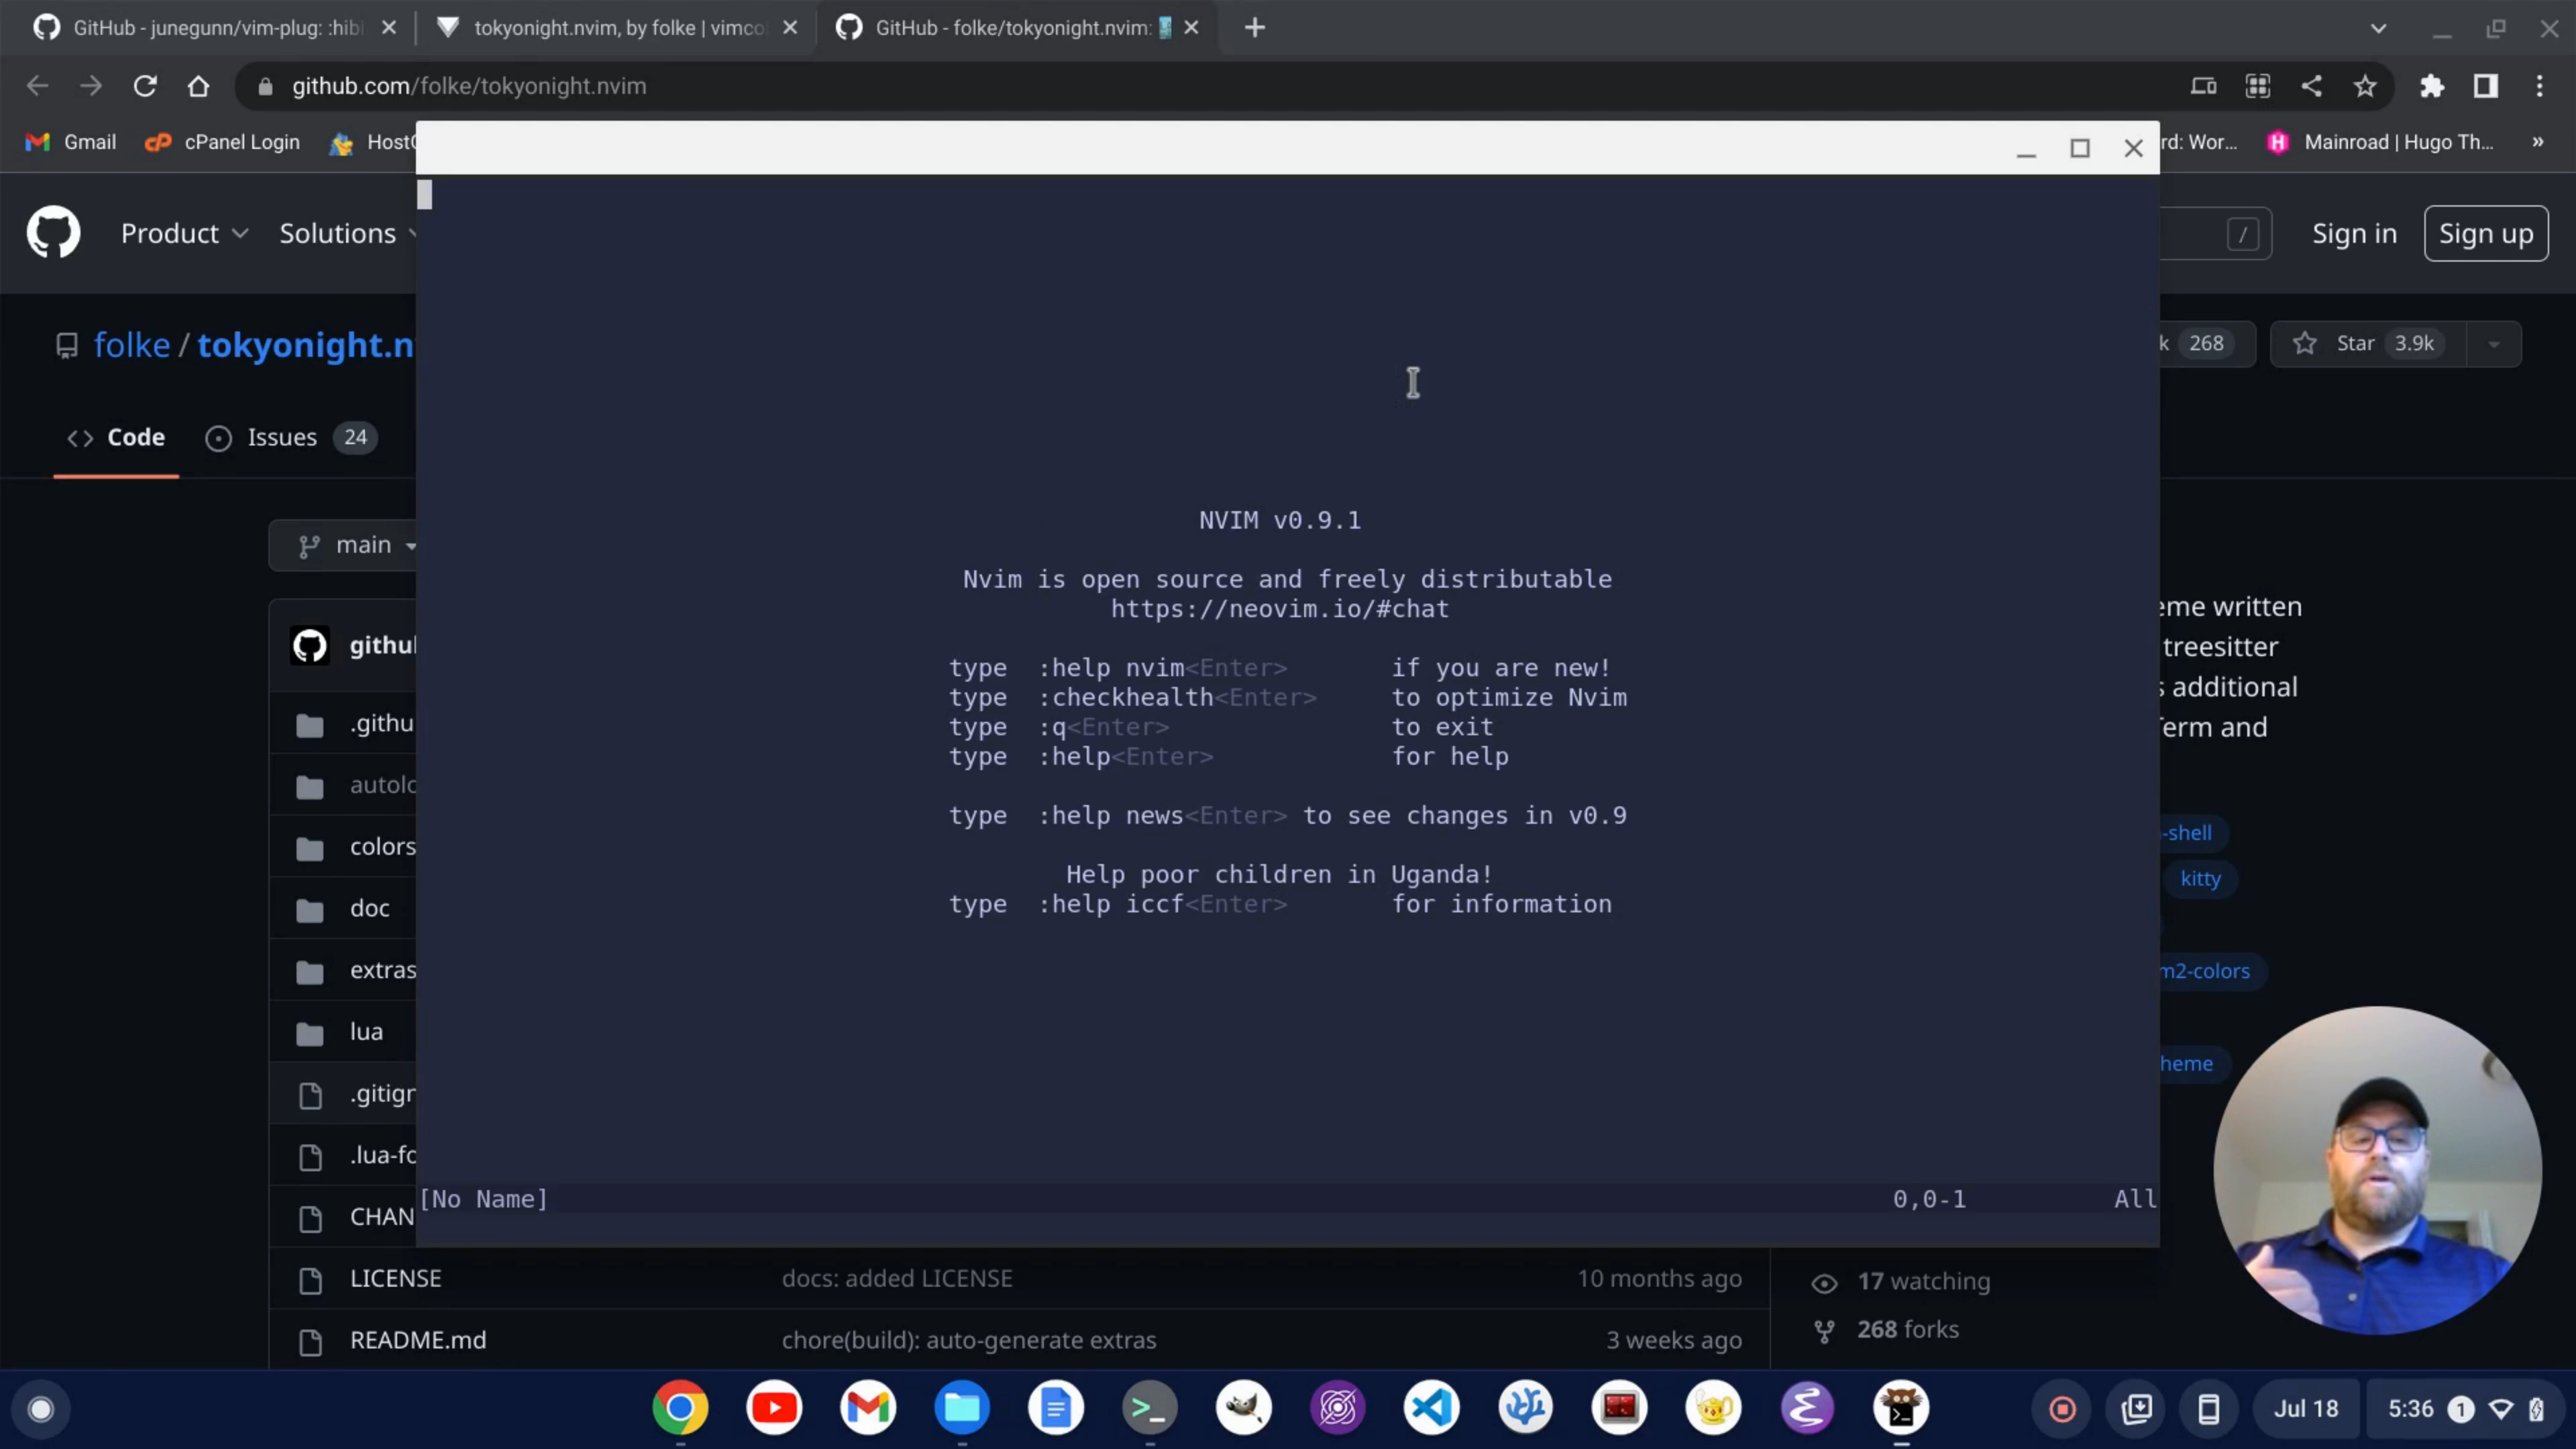 GitHub - junegunn/vim-plug: :hibi
tokyonight.nvim, by folke | vimco
GitHub - folke/tokyonight.nvim:
github.com/folke/tokyonight.nvim
Gmail
cPanel Login
HostG
rd: Wor...
Mainroad | Hugo Th...
»
Product
Solutions
/
Sign in
Sign up
folke / tokyonight.n
k 268
Star 3.9k
Code
Issues 24
main
githul
.githu
autolo
colors
doc
extras
lua
.gitigr
.lua-fo
CHAN
LICENSE
docs: added LICENSE
10 months ago
README.md
chore(build): auto-generate extras
3 weeks ago
NVIM v0.9.1
Nvim is open source and freely distributable
https://neovim.io/#chat
type :help nvim<Enter> if you are new!
type :checkhealth<Enter> to optimize Nvim
type :q<Enter> to exit
type :help<Enter> for help
type :help news<Enter> to see changes in v0.9
Help poor children in Uganda!
type :help iccf<Enter> for information
[No Name] 0,0-1 All
eme written
treesitter
s additional
Term and
-shell
kitty
m2-colors
heme
17 watching
268 forks
Jul 18
5:36
1